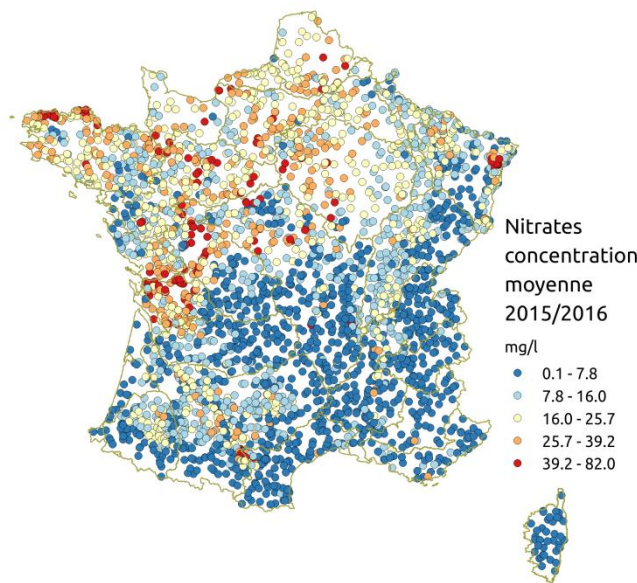 Nitrates
concentration
moyenne
2015/2016
mg/l
0.1 - 7.8
7.8 - 16.0
16.0 - 25.7
25.7 - 39.2
39.2 - 82.0